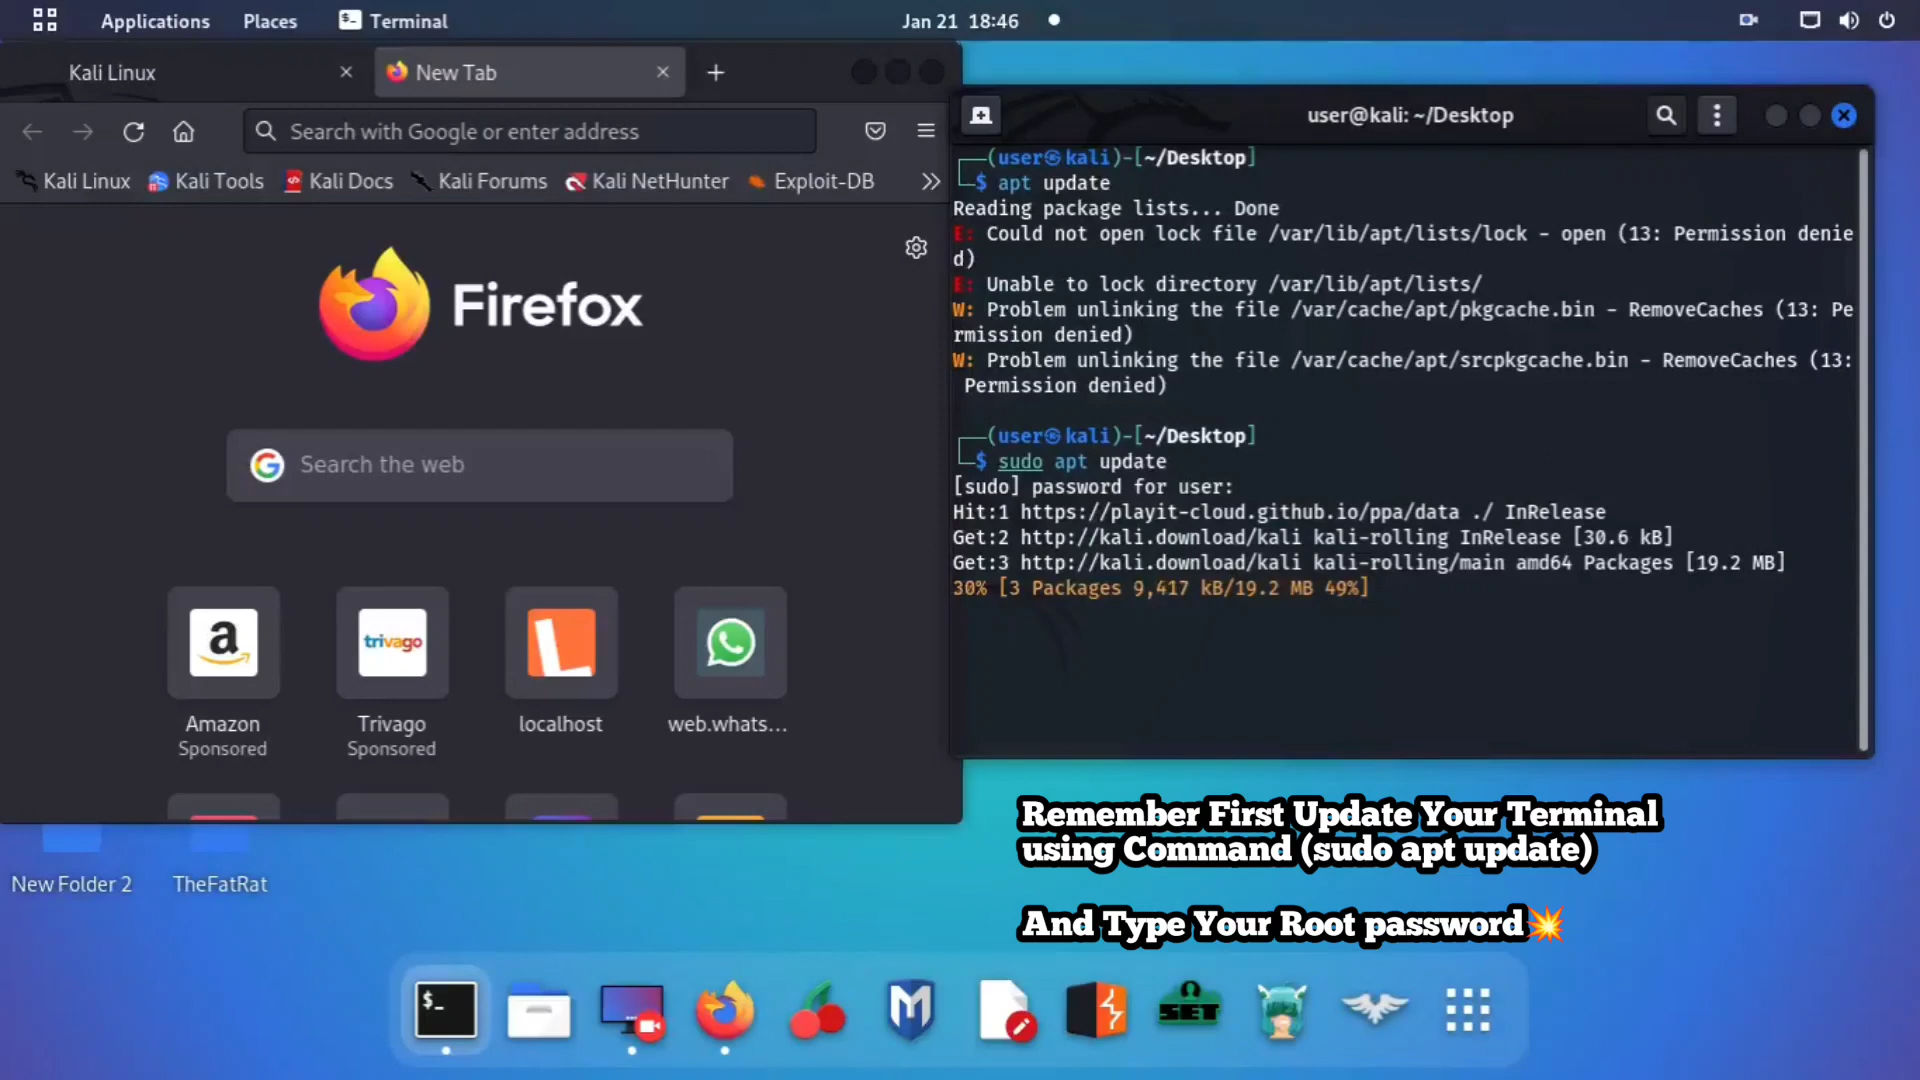 Applications Places Terminal Jan 21 18:46
Kali Linux New Tab
Search with Google or enter address
Kali Linux Kali Tools Kali Docs Kali Forums Kali NetHunter Exploit-DB
Firefox
Search the web
Amazon
Sponsored
Trivago
Sponsored
localhost
web.whats...
trivago
New Folder 2 TheFatRat
user@kali: ~/Desktop
(user㉿kali)-[~/Desktop]
$ apt update
Reading package lists... Done
E: Could not open lock file /var/lib/apt/lists/lock - open (13: Permission denie
d)
E: Unable to lock directory /var/lib/apt/lists/
W: Problem unlinking the file /var/cache/apt/pkgcache.bin - RemoveCaches (13: Pe
rmission denied)
W: Problem unlinking the file /var/cache/apt/srcpkgcache.bin - RemoveCaches (13:
Permission denied)
(user㉿kali)-[~/Desktop]
$ sudo apt update
[sudo] password for user:
Hit:1 https://playit-cloud.github.io/ppa/data ./ InRelease
Get:2 http://kali.download/kali kali-rolling InRelease [30.6 kB]
Get:3 http://kali.download/kali kali-rolling/main amd64 Packages [19.2 MB]
30% [3 Packages 9,417 kB/19.2 MB 49%]
Remember First Update Your Terminal
using Command (sudo apt update)
And Type Your Root password💥
$_
SET